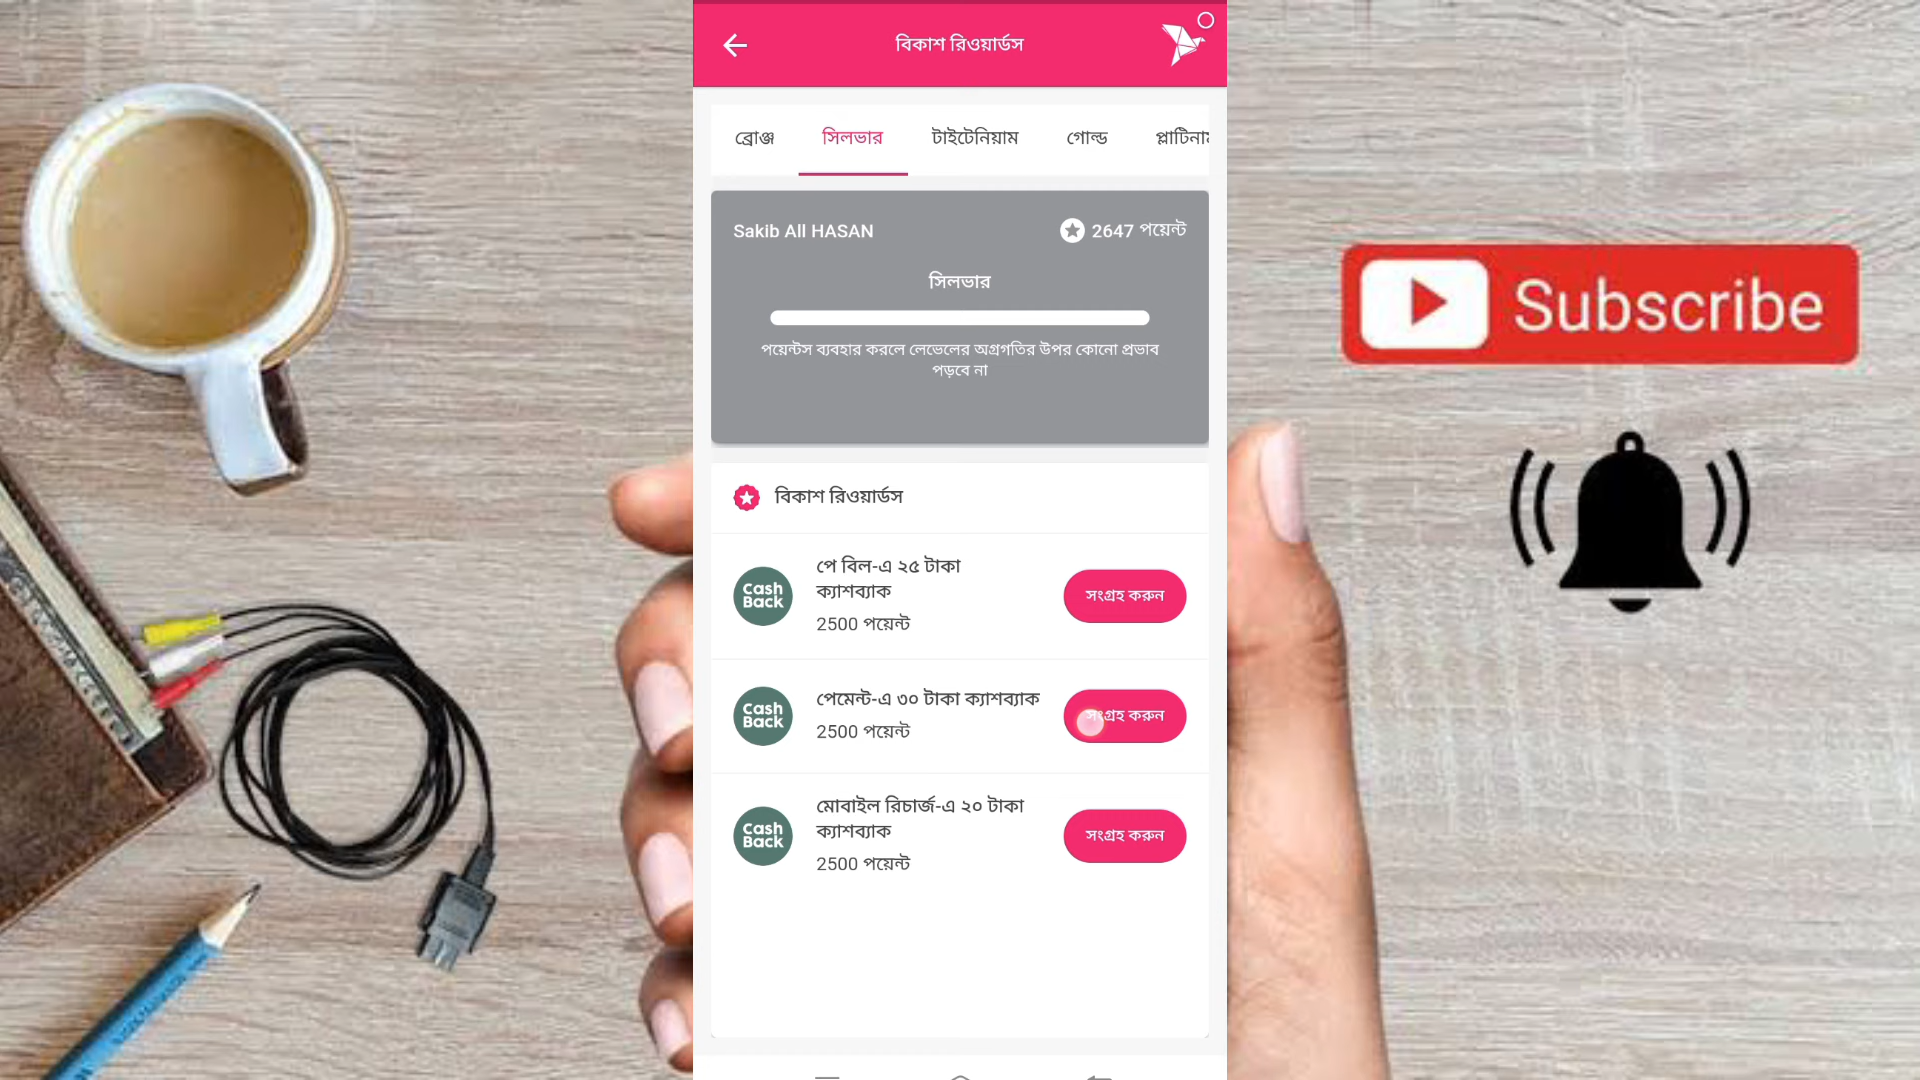 বিকাশ রিওয়ার্ডস
ব্রোঞ্জ সিলভার টাইটেনিয়াম গোল্ড প্লাটিনাম
Sakib All HASAN 2647 পয়েন্ট
সিলভার
পয়েন্টস ব্যবহার করলে লেভেলের অগ্রগতির উপর কোনো প্রভাব
পড়বে না
বিকাশ রিওয়ার্ডস
Cash
Back
পে বিল-এ ২৫ টাকা
ক্যাশব্যাক
2500 পয়েন্ট
সংগ্রহ করুন
Cash
Back
পেমেন্ট-এ ৩০ টাকা ক্যাশব্যাক
2500 পয়েন্ট
সংগ্রহ করুন
Cash
Back
মোবাইল রিচার্জ-এ ২০ টাকা
ক্যাশব্যাক
2500 পয়েন্ট
সংগ্রহ করুন
Subscribe